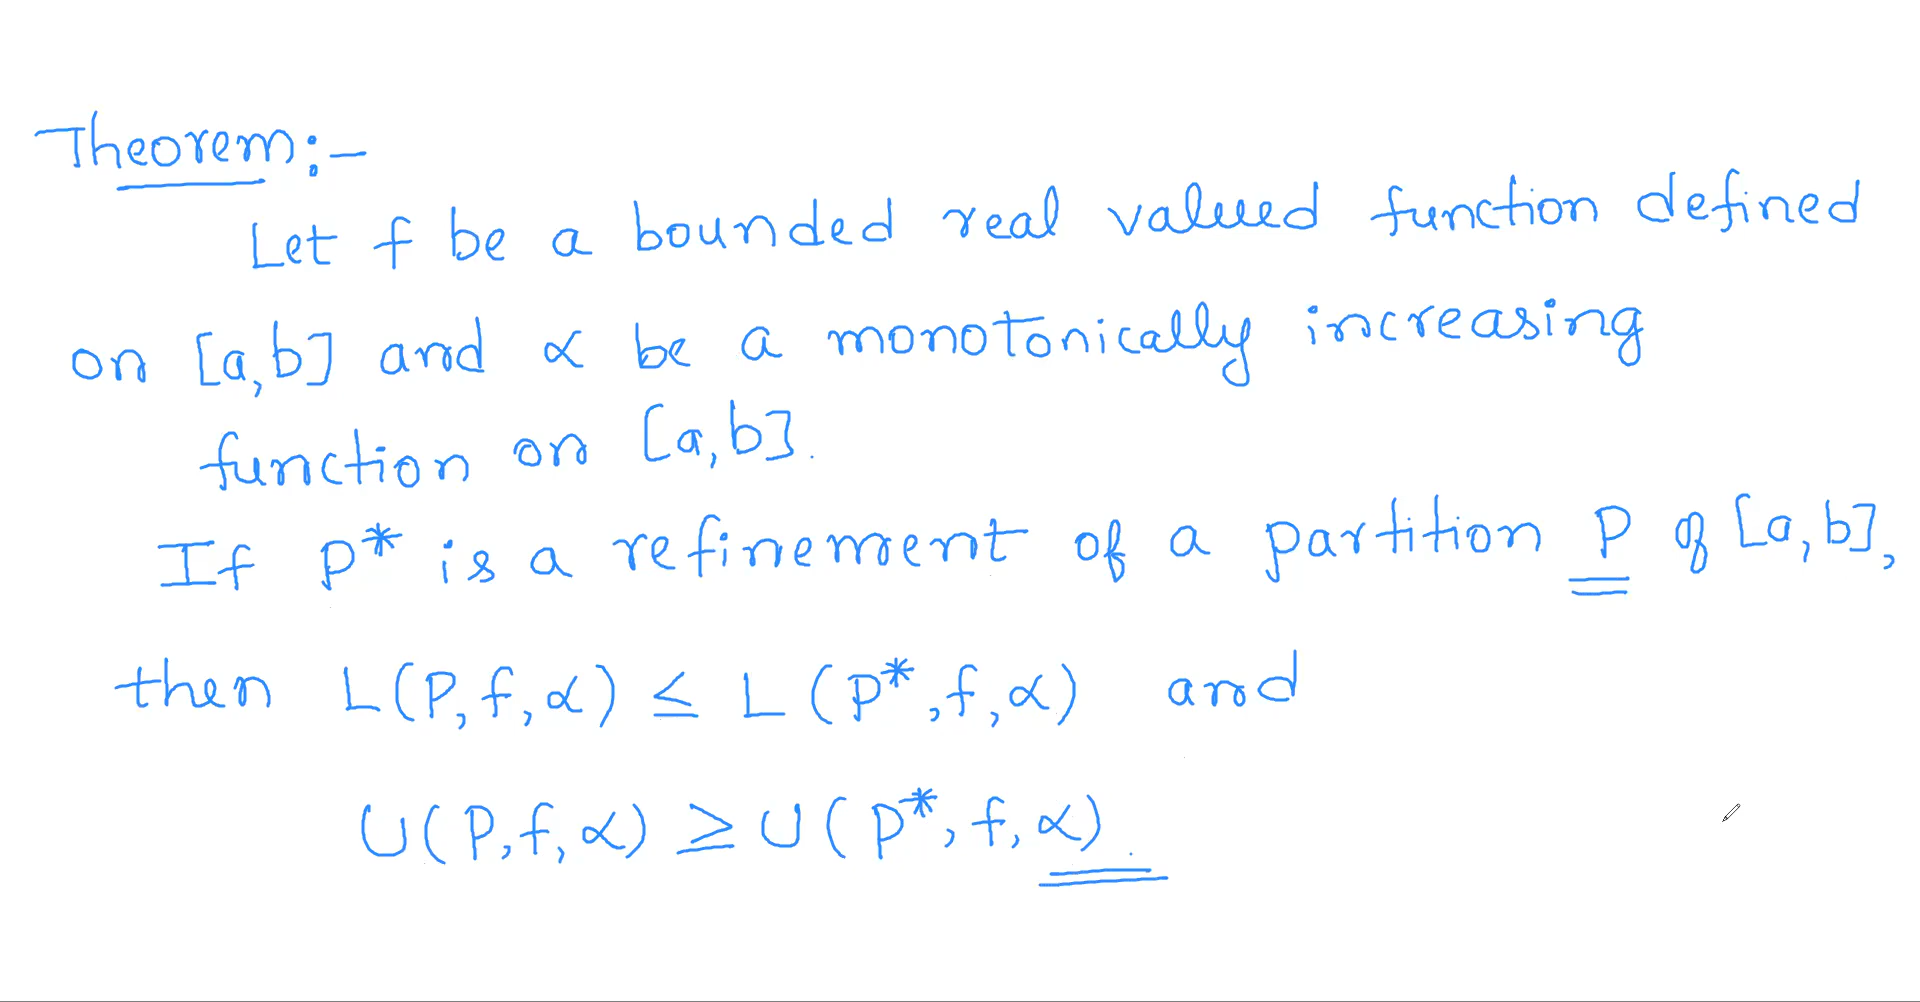 Theorem:-
Let f be a bounded real valued function defined
on [a,b] and α be a monotonically increasing
function on [a,b].
If P* is a refinement of a partition P of [a,b],
then L(P,f,α) ≤ L(P*,f,α) and
U(P,f,α) ≥ U(P*,f,α).